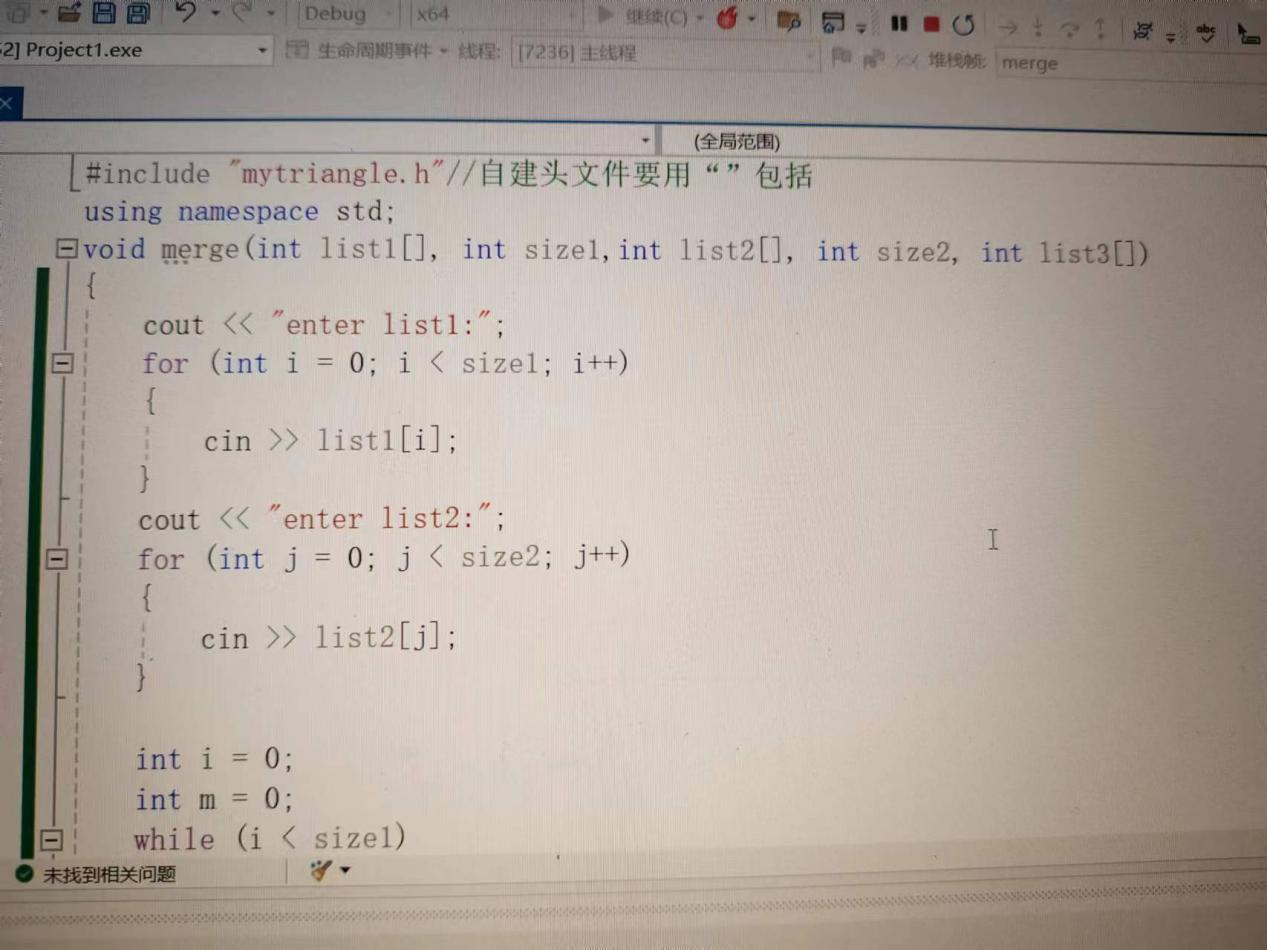 Debug x64 继续(C)
52] Project1.exe 生命周期事件 线程: [7236] 主线程 堆栈帧: merge
(全局范围)
#include "mytriangle.h"//自建头文件要用“”包括
using namespace std;
void merge(int list1[], int size1,int list2[], int size2, int list3[])
{
cout << "enter list1:";
for (int i = 0; i < size1; i++)
{
cin >> list1[i];
}
cout << "enter list2:";
for (int j = 0; j < size2; j++)
{
cin >> list2[j];
}
int i = 0;
int m = 0;
while (i < size1)
未找到相关问题